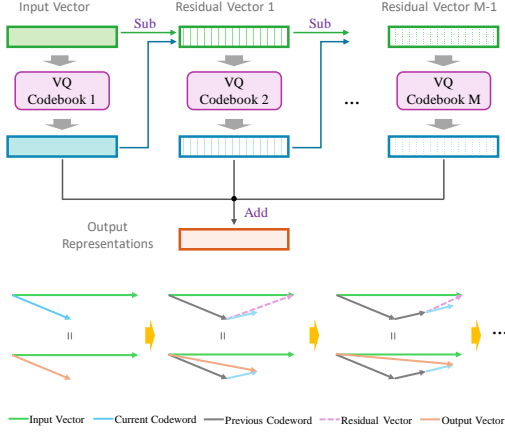 Input Vector
Residual Vector 1
Residual Vector M-1
Sub
Sub
VQ
Codebook 1
VQ
Codebook 2
...
VQ
Codebook M
Add
Output
Representations
=
=
=
...
Input Vector
Current Codeword
Previous Codeword
Residual Vector
Output Vector